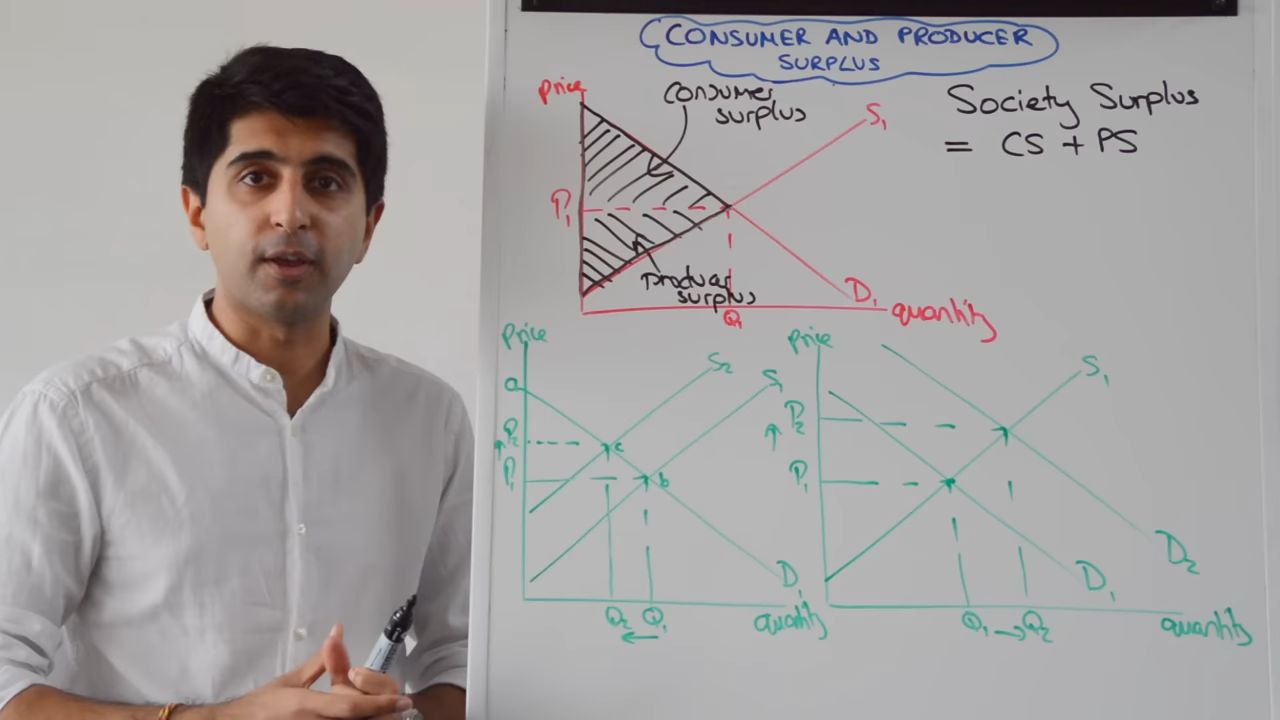 CONSUMER AND PRODUCER
SURPLUS
price
consumer
surplus
S₁
Society Surplus
= CS + PS
P₁
producer
surplus
D₁
quantity
Q₁
Price
a
S₂
S₁
P₂
c
P₁
b
D₁
Q₂ Q₁
quantity
Price
S₁
P₂
P₁
D₂
D₁
Q₁ Q₂
quantity